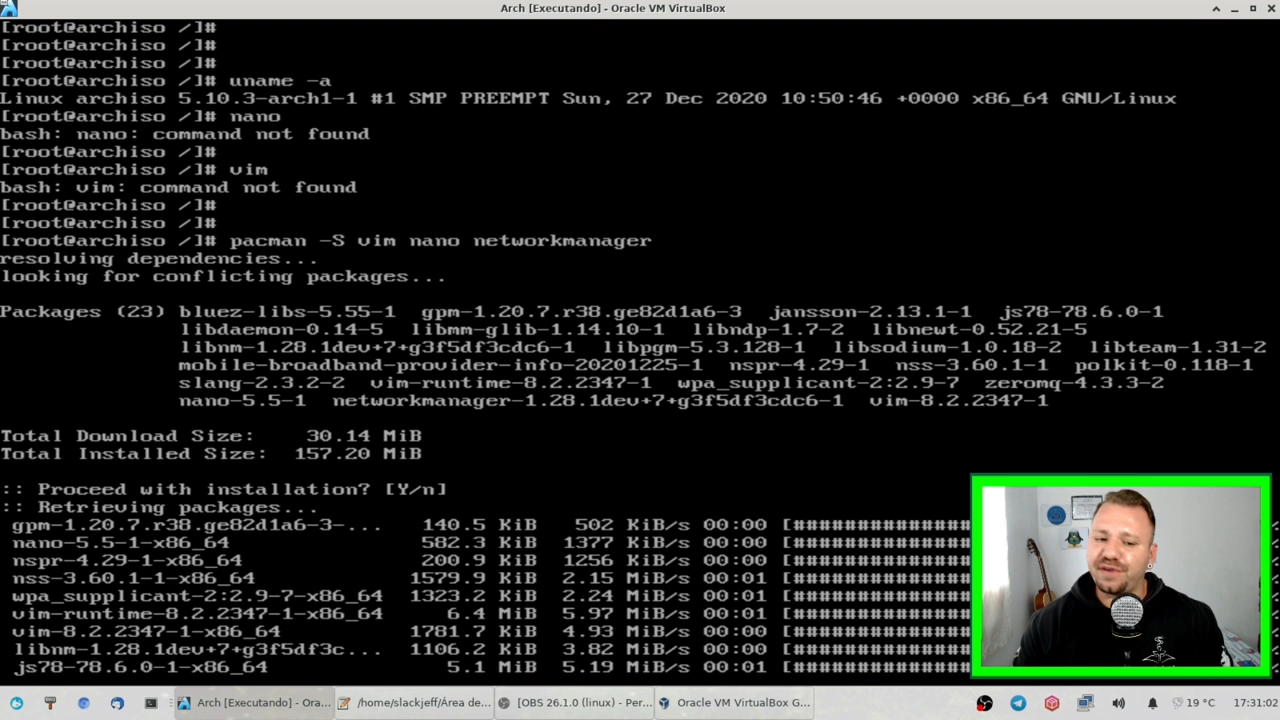 Arch [Executando] - Oracle VM VirtualBox
[root@archiso /]#
[root@archiso /]#
[root@archiso /]#
[root@archiso /]# uname -a
Linux archiso 5.10.3-arch1-1 #1 SMP PREEMPT Sun, 27 Dec 2020 10:50:46 +0000 x86_64 GNU/Linux
[root@archiso /]# nano
bash: nano: command not found
[root@archiso /]#
[root@archiso /]# vim
bash: vim: command not found
[root@archiso /]#
[root@archiso /]#
[root@archiso /]# pacman -S vim nano networkmanager
resolving dependencies...
looking for conflicting packages...
Packages (23) bluez-libs-5.55-1 gpm-1.20.7.r38.ge82d1a6-3 jansson-2.13.1-1 js78-78.6.0-1
libdaemon-0.14-5 libmm-glib-1.14.10-1 libndp-1.7-2 libnewt-0.52.21-5
libnm-1.28.1dev+7+g3f5df3cdc6-1 libpgm-5.3.128-1 libsodium-1.0.18-2 libteam-1.31-2
mobile-broadband-provider-info-20201225-1 nspr-4.29-1 nss-3.60.1-1 polkit-0.118-1
slang-2.3.2-2 vim-runtime-8.2.2347-1 wpa_supplicant-2:2.9-7 zeromq-4.3.3-2
nano-5.5-1 networkmanager-1.28.1dev+7+g3f5df3cdc6-1 vim-8.2.2347-1
Total Download Size: 30.14 MiB
Total Installed Size: 157.20 MiB
:: Proceed with installation? [Y/n]
:: Retrieving packages...
gpm-1.20.7.r38.ge82d1a6-3-... 140.5 KiB 502 KiB/s 00:00 [###############
nano-5.5-1-x86_64 582.3 KiB 1377 KiB/s 00:00 [###############
nspr-4.29-1-x86_64 200.9 KiB 1256 KiB/s 00:00 [###############
nss-3.60.1-1-x86_64 1579.9 KiB 2.15 MiB/s 00:01 [###############
wpa_supplicant-2:2.9-7-x86_64 1323.2 KiB 2.24 MiB/s 00:01 [###############
vim-runtime-8.2.2347-1-x86_64 6.4 MiB 5.97 MiB/s 00:01 [###############
vim-8.2.2347-1-x86_64 1781.7 KiB 4.93 MiB/s 00:00 [###############
libnm-1.28.1dev+7+g3f5df3c... 1106.2 KiB 3.82 MiB/s 00:00 [###############
js78-78.6.0-1-x86_64 5.1 MiB 5.19 MiB/s 00:01 [###############
Arch [Executando] - Ora... /home/slackjeff/Área de... [OBS 26.1.0 (linux) - Per... Oracle VM VirtualBox G... 19 °C 17:31:02